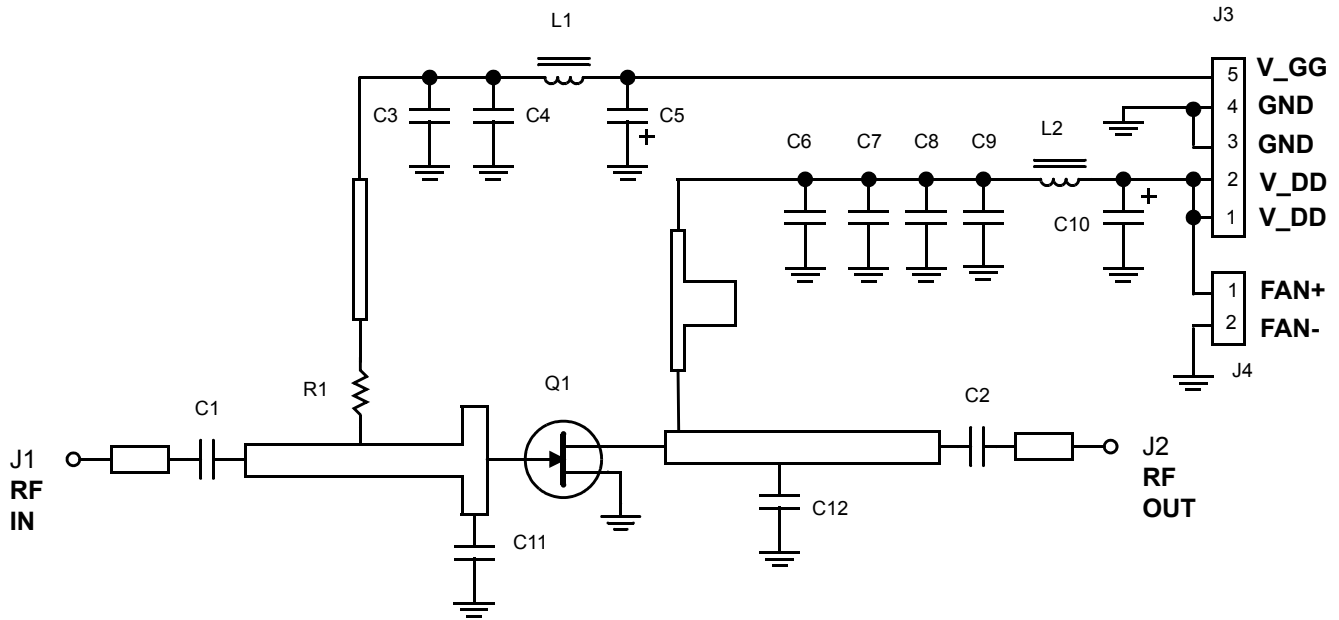 L1
J3
C3
C4
C5
+
5
V_GG
4
GND
3
GND
2
V_DD
1
V_DD
C6
C7
C8
C9
L2
+
C10
1
FAN+
2
FAN-
J4
R1
Q1
C1
C2
J1
RF
IN
J2
RF
OUT
C11
C12